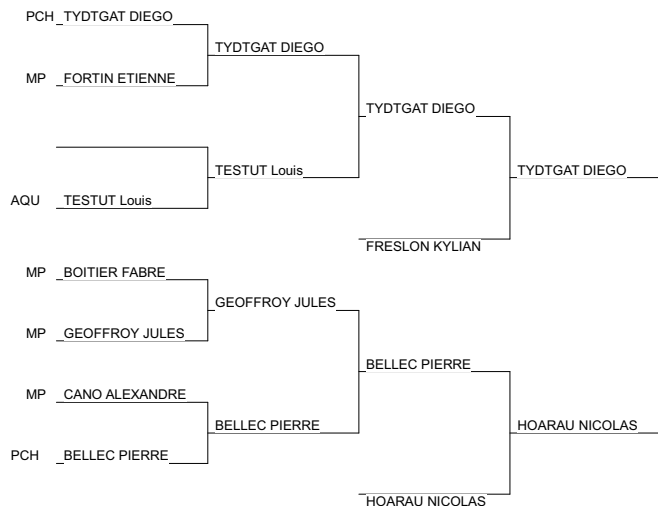 PCH TYDTGAT DIEGO
TYDTGAT DIEGO
MP FORTIN ETIENNE
TYDTGAT DIEGO
TESTUT Louis
TYDTGAT DIEGO
AQU TESTUT Louis
FRESLON KYLIAN
MP BOITIER FABRE
GEOFFROY JULES
MP GEOFFROY JULES
BELLEC PIERRE
MP CANO ALEXANDRE
BELLEC PIERRE
HOARAU NICOLAS
PCH BELLEC PIERRE
HOARAU NICOLAS